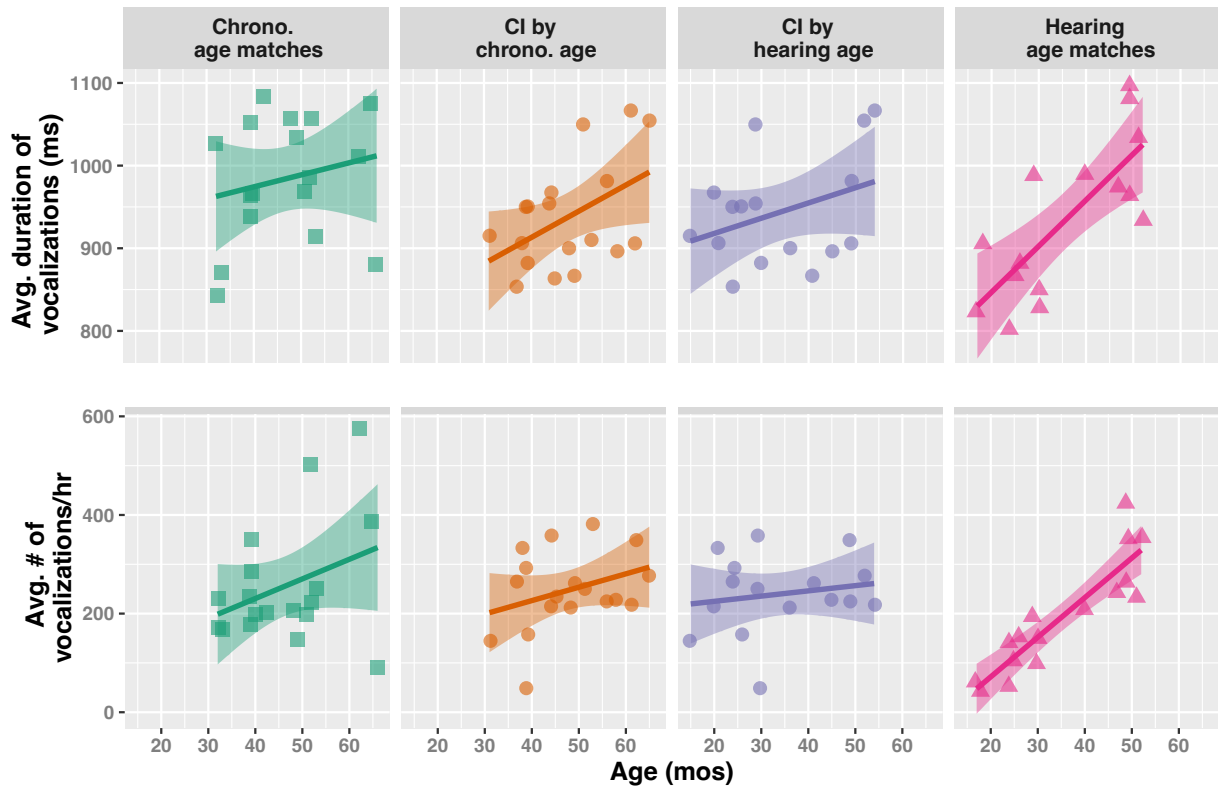 Chrono.
age matches
CI by
chrono. age
CI by
hearing age
Hearing
age matches
Avg. duration of
vocalizations (ms)
1100
1000
900
800
Avg. # of
vocalizations/hr
600
400
200
0
20 30 40 50 60
20 30 40 50 60
20 30 40 50 60
20 30 40 50 60
Age (mos)